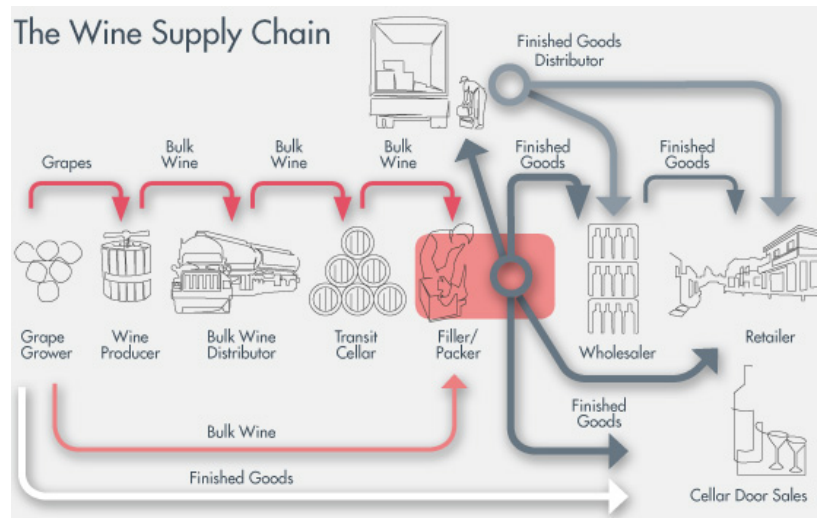 The Wine Supply Chain
Finished Goods
Distributor
Grapes
Bulk
Wine
Bulk
Wine
Bulk
Wine
Finished
Goods
Finished
Goods
Grape
Grower
Wine
Producer
Bulk Wine
Distributor
Transit
Cellar
Filler/
Packer
Wholesaler
Retailer
Bulk Wine
Finished
Goods
Finished Goods
Cellar Door Sales